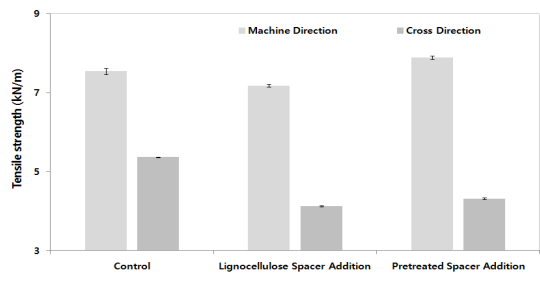 9
Machine Direction
Cross Direction
7
5
3
Tensile strength (kN/m)
Control
Lignocellulose Spacer Addition
Pretreated Spacer Addition